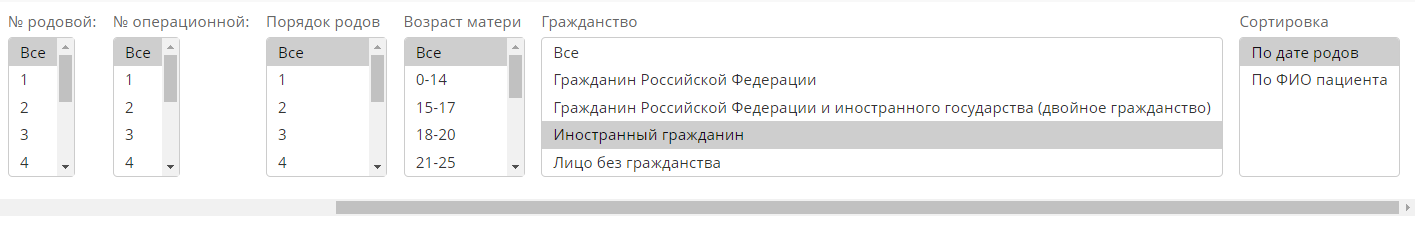 № родовой:
Все
1
2
3
4
№ операционной:
Все
1
2
3
4
Порядок родов
Все
1
2
3
4
Возраст матери
Все
0-14
15-17
18-20
21-25
Гражданство
Все
Гражданин Российской Федерации
Гражданин Российской Федерации и иностранного государства (двойное гражданство)
Иностранный гражданин
Лицо без гражданства
Сортировка
По дате родов
По ФИО пациента